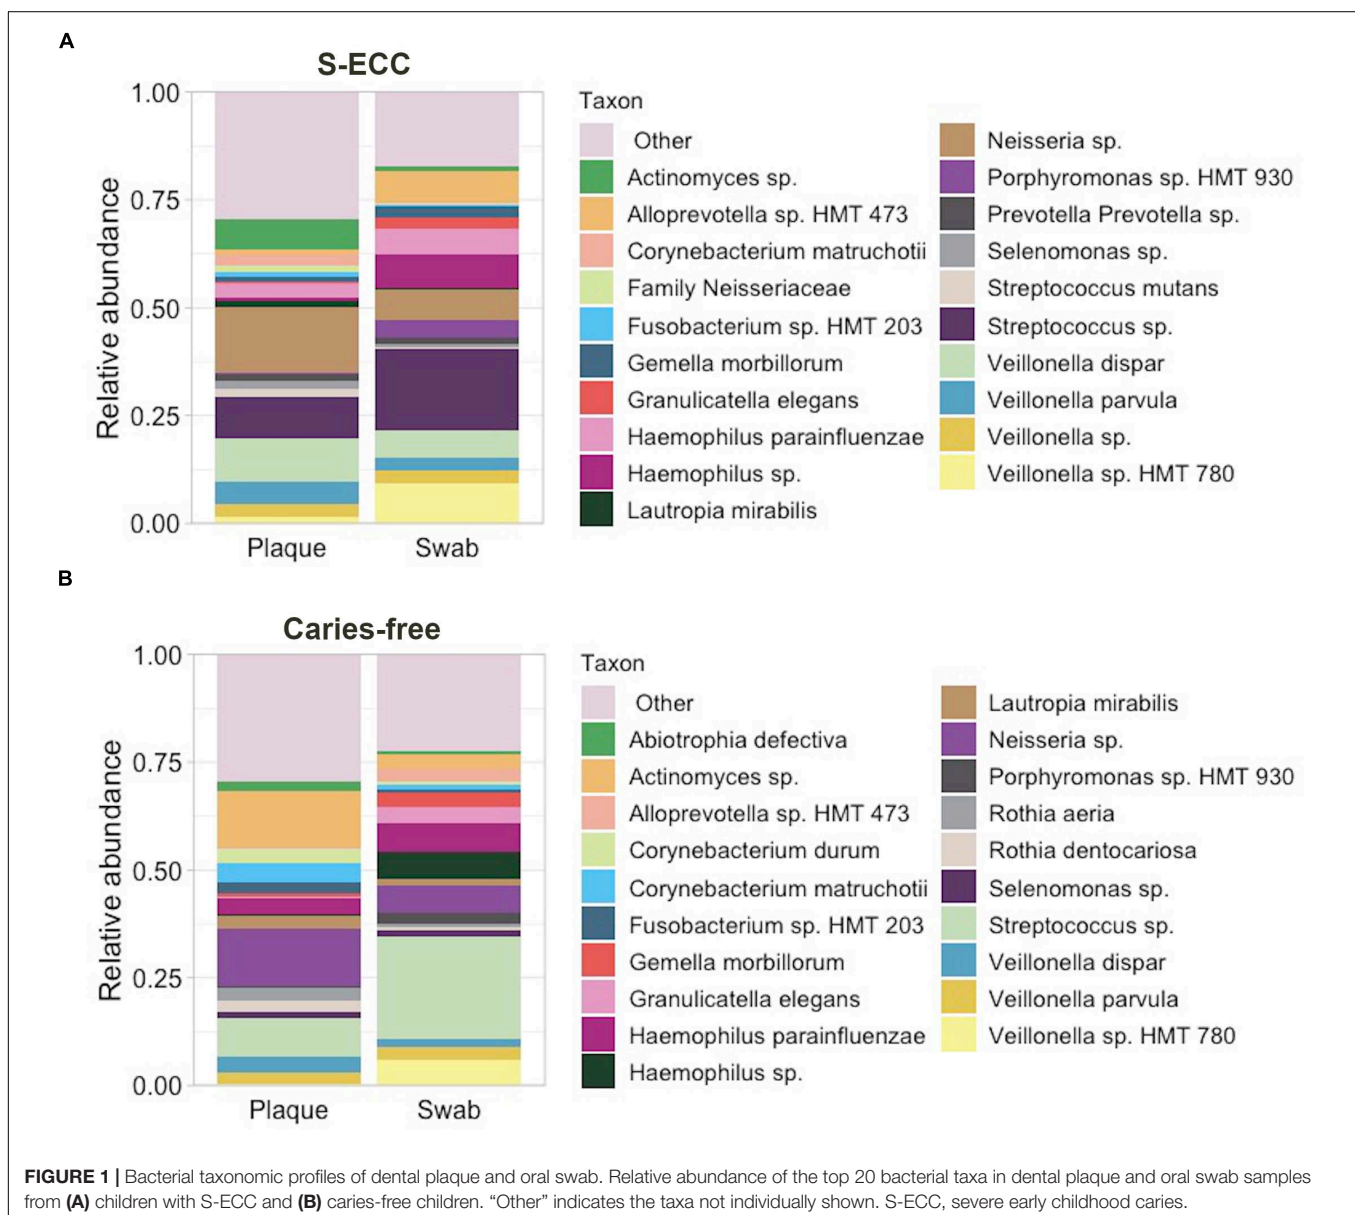 A
S-ECC
1.00
0.75
0.50
0.25
0.00
Relative abundance
Plaque
Swab
Taxon
Other
Actinomyces sp.
Alloprevotella sp. HMT 473
Corynebacterium matruchotii
Family Neisseriaceae
Fusobacterium sp. HMT 203
Gemella morbillorum
Granulicatella elegans
Haemophilus parainfluenzae
Haemophilus sp.
Lautropia mirabilis
Neisseria sp.
Porphyromonas sp. HMT 930
Prevotella Prevotella sp.
Selenomonas sp.
Streptococcus mutans
Streptococcus sp.
Veillonella dispar
Veillonella parvula
Veillonella sp.
Veillonella sp. HMT 780
B
Caries-free
1.00
0.75
0.50
0.25
0.00
Relative abundance
Plaque
Swab
Taxon
Other
Abiotrophia defectiva
Actinomyces sp.
Alloprevotella sp. HMT 473
Corynebacterium durum
Corynebacterium matruchotii
Fusobacterium sp. HMT 203
Gemella morbillorum
Granulicatella elegans
Haemophilus parainfluenzae
Haemophilus sp.
Lautropia mirabilis
Neisseria sp.
Porphyromonas sp. HMT 930
Rothia aeria
Rothia dentocariosa
Selenomonas sp.
Streptococcus sp.
Veillonella dispar
Veillonella parvula
Veillonella sp. HMT 780
FIGURE 1 | Bacterial taxonomic profiles of dental plaque and oral swab. Relative abundance of the top 20 bacterial taxa in dental plaque and oral swab samples
from (A) children with S-ECC and (B) caries-free children. “Other” indicates the taxa not individually shown. S-ECC, severe early childhood caries.